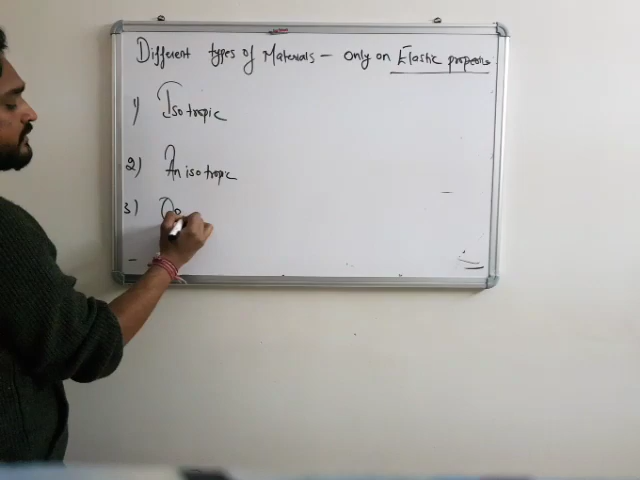 Different types of Materials - Only on Elastic properties
1) Isotropic
2) Anisotropic
3)